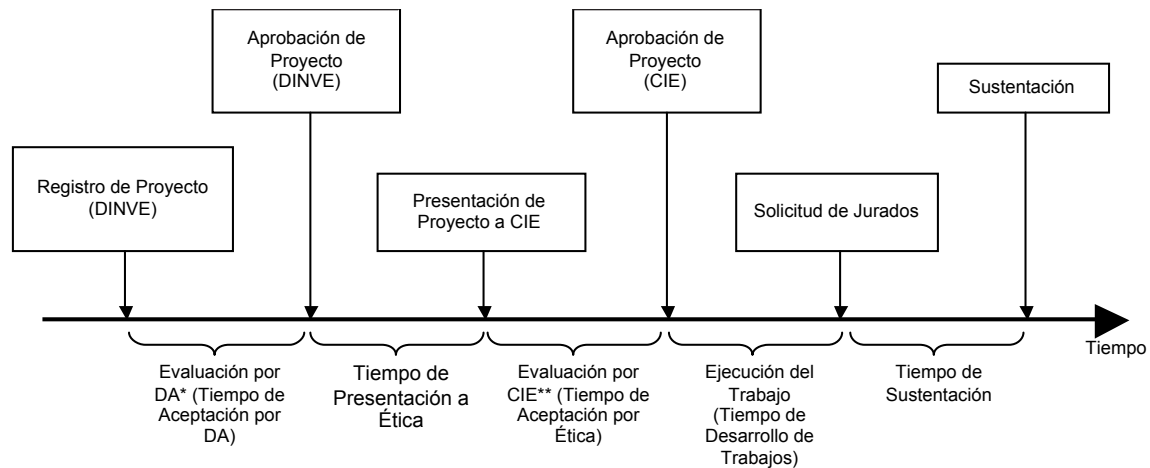 Registro de Proyecto
(DINVE)
Aprobación de
Proyecto
(DINVE)
Presentación de
Proyecto a CIE
Aprobación de
Proyecto
(CIE)
Solicitud de Jurados
Sustentación
Tiempo
Evaluación por
DA* (Tiempo de
Aceptación por
DA)
Tiempo de
Presentación a
Ética
Evaluación por
CIE** (Tiempo de
Aceptación por
Ética)
Ejecución del
Trabajo
(Tiempo de
Desarrollo de
Trabajos)
Tiempo de
Sustentación